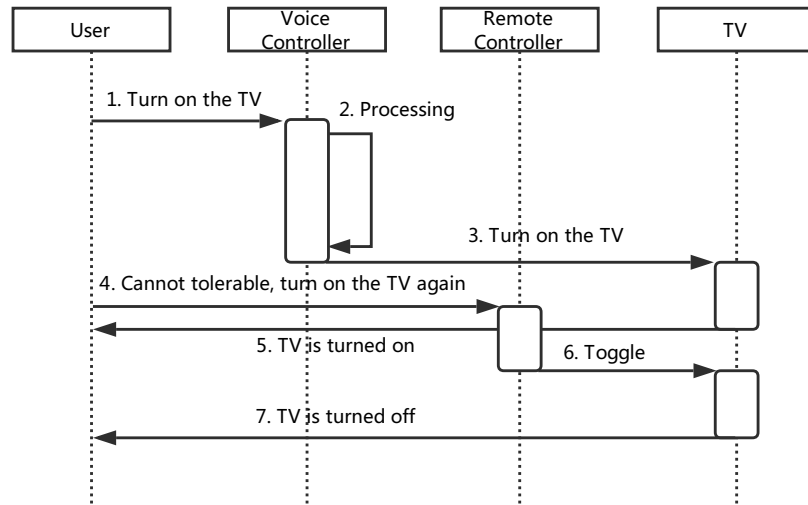 User
Voice
Controller
Remote
Controller
TV
1. Turn on the TV
2. Processing
3. Turn on the TV
4. Cannot tolerable, turn on the TV again
5. TV is turned on
6. Toggle
7. TV is turned off